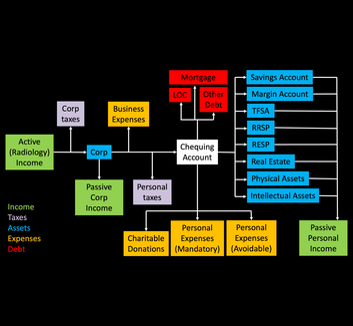 Mortgage
LOC
Other
Debt
Savings Account
Margin Account
TFSA
RRSP
RESP
Real Estate
Physical Assets
Intellectual Assets
Corp
taxes
Business
Expenses
Active
(Radiology)
Income
Corp
Chequing
Account
Passive
Corp
Income
Personal
taxes
Income
Taxes
Assets
Expenses
Debt
Charitable
Donations
Personal
Expenses
(Mandatory)
Personal
Expenses
(Avoidable)
Passive
Personal
Income